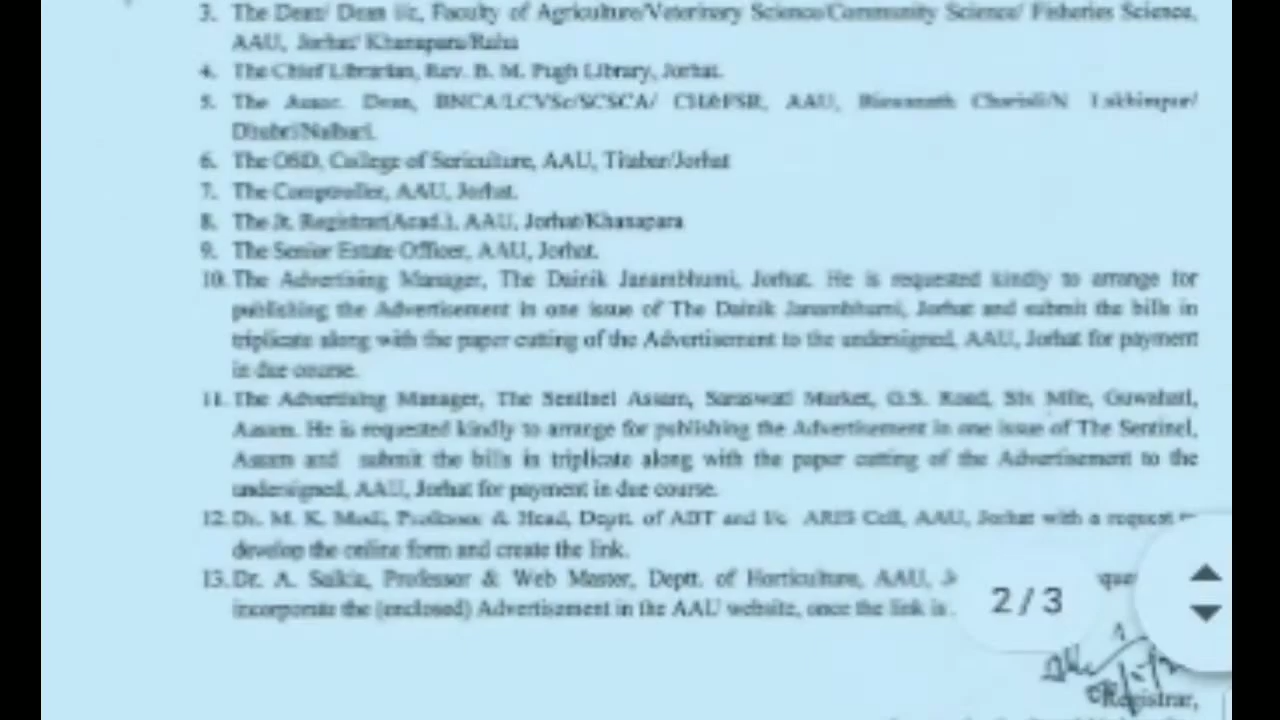 3. The Dean/ Dean i/c, Faculty of Agriculture/Veterinary Science/Community Science/ Fisheries Science,
AAU, Jorhat/ Khanapara/Raha
4. The Chief Librarian, Rev. B. M. Pugh Library, Jorhat.
5. The Assoc. Dean, BNCA/LCVSc/SCSCA/ AAU, Biswanath Chariali/N Lakhimpur/
Dhubri/Nalbari.
6. The OSD, College of Sericulture, AAU, Titabar/Jorhat
7. The Comptroller, AAU, Jorhat.
8. The Jt. Registrar(Acad.), AAU, Jorhat/Khanapara
9. The Senior Estate Officer, AAU, Jorhat.
10. The Advertising Manager, The Dainik Janambhumi, Jorhat. He is requested kindly to arrange for
publishing the Advertisement in one issue of The Dainik Janambhumi, Jorhat and submit the bills in
triplicate along with the paper cutting of the Advertisement to the undersigned, AAU, Jorhat for payment
in due course.
11. The Advertising Manager, The Sentinel Assam, Saraswati Market, G.S. Road, Six Mile, Guwahati,
Assam. He is requested kindly to arrange for publishing the Advertisement in one issue of The Sentinel,
Assam and submit the bills in triplicate along with the paper cutting of the Advertisement to the
undersigned, AAU, Jorhat for payment in due course.
12. Dr. M. K. Modi, Professor & Head, Deptt. of ABT and i/c ARIS Cell, AAU, Jorhat with a request
develop the online form and create the link.
13. Dr. A. Saikia, Professor & Web Master, Deptt. of Horticulture, AAU,
incorporate the (enclosed) Advertisement in the AAU website, once the link is
2 / 3
Registrar,